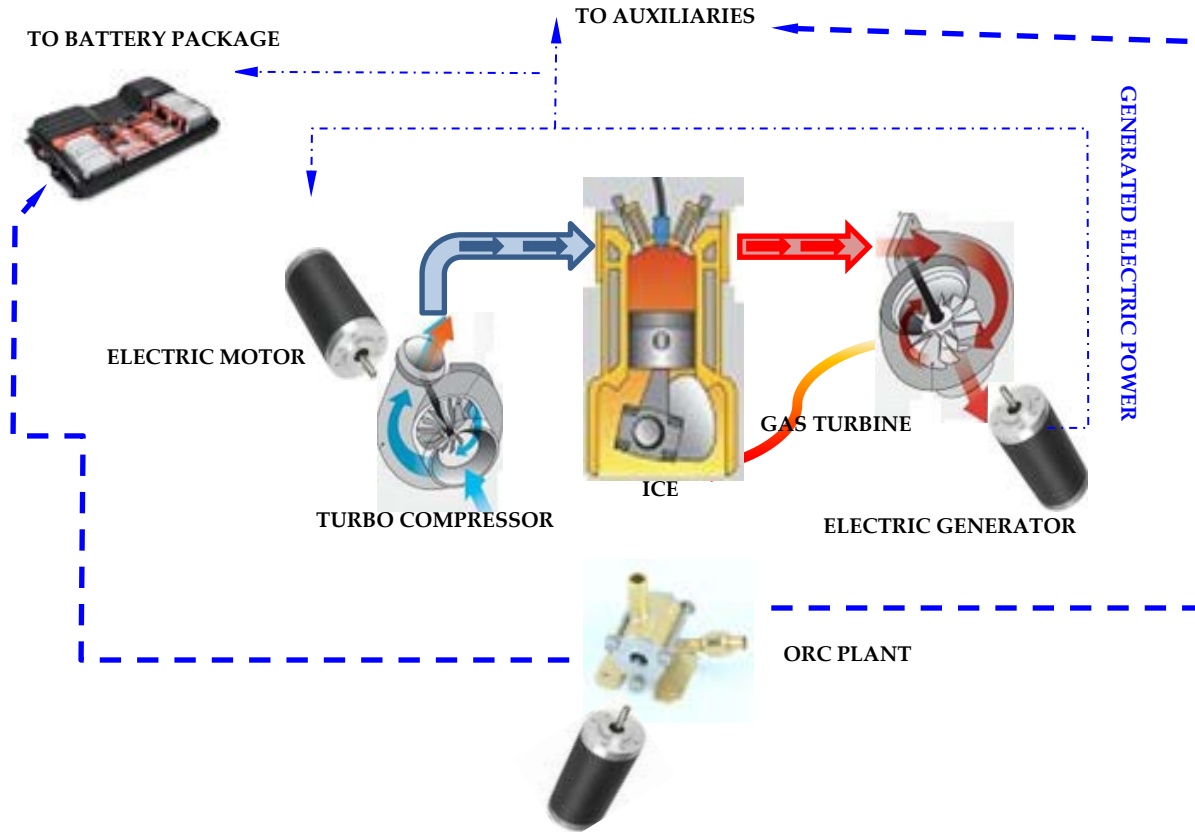 TO AUXILIARIES
TO BATTERY PACKAGE
GENERATED ELECTRIC POWER
ELECTRIC MOTOR
GAS TURBINE
ICE
TURBO COMPRESSOR
ELECTRIC GENERATOR
ORC PLANT